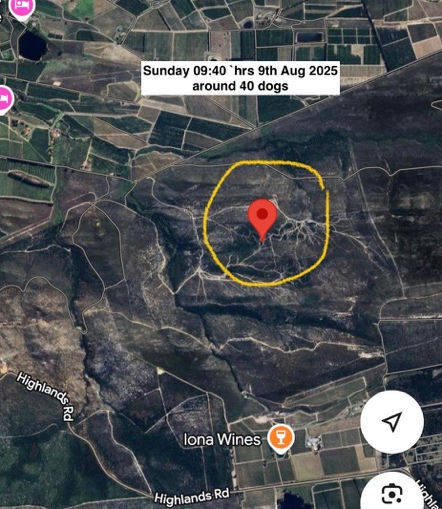 Sunday 09:40 `hrs 9th Aug 2025
around 40 dogs
Highlands Rd
Iona Wines
Highlands Rd